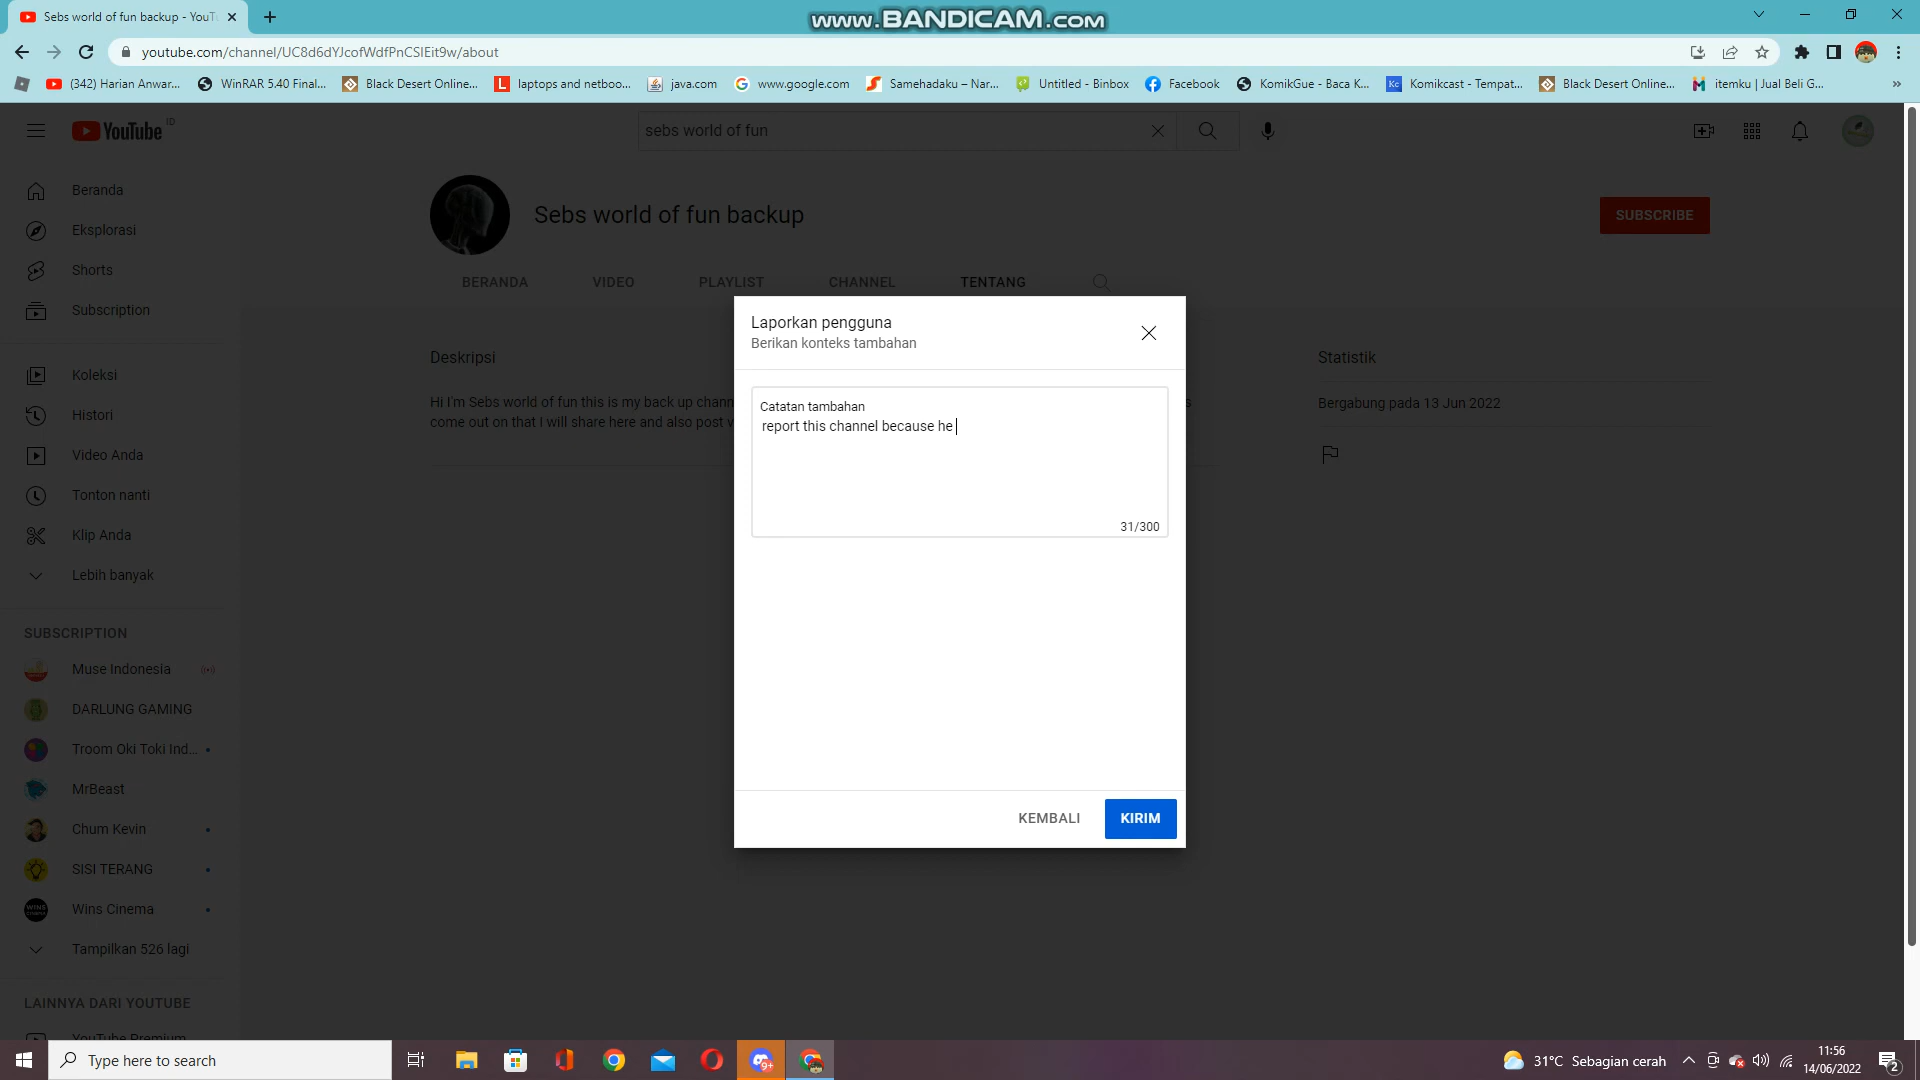 Sebs world of fun backup - YouT
www.BANDICAM.com
youtube.com/channel/UC8d6dYJcofWdfPnCSIEit9w/about
(342) Harian Anwar...
WinRAR 5.40 Final...
Black Desert Online...
laptops and netboo...
java.com
www.google.com
Samehadaku – Nar...
Untitled - Binbox
Facebook
KomikGue - Baca K...
Komikcast - Tempat...
Black Desert Online...
itemku | Jual Beli G...
YouTube ID
sebs world of fun
Beranda
Eksplorasi
Shorts
Subscription
Koleksi
Histori
Video Anda
Tonton nanti
Klip Anda
Lebih banyak
SUBSCRIPTION
Muse Indonesia
DARLUNG GAMING
Troom Oki Toki Ind...
MrBeast
Chum Kevin
SISI TERANG
Wins Cinema
Tampilkan 526 lagi
LAINNYA DARI YOUTUBE
YouTube Premium
Sebs world of fun backup
SUBSCRIBE
BERANDA
VIDEO
PLAYLIST
CHANNEL
TENTANG
Deskripsi
Hi I'm Sebs world of fun this is my back up chann
come out on that I will share here and also post v
Statistik
Bergabung pada 13 Jun 2022
Laporkan pengguna
Berikan konteks tambahan
Catatan tambahan
report this channel because he
31/300
KEMBALI
KIRIM
Type here to search
9+
31°C Sebagian cerah
11:56
14/06/2022
2